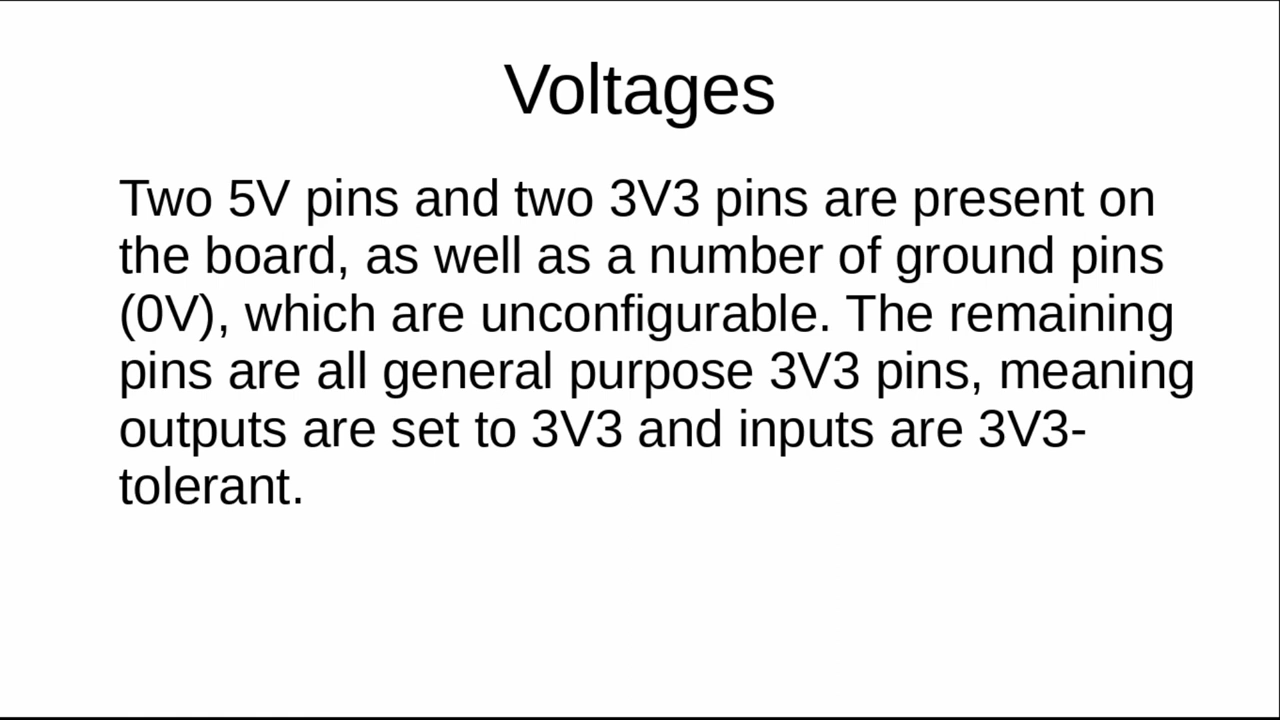 Voltages
Two 5V pins and two 3V3 pins are present on
the board, as well as a number of ground pins
(0V), which are unconfigurable. The remaining
pins are all general purpose 3V3 pins, meaning
outputs are set to 3V3 and inputs are 3V3-
tolerant.